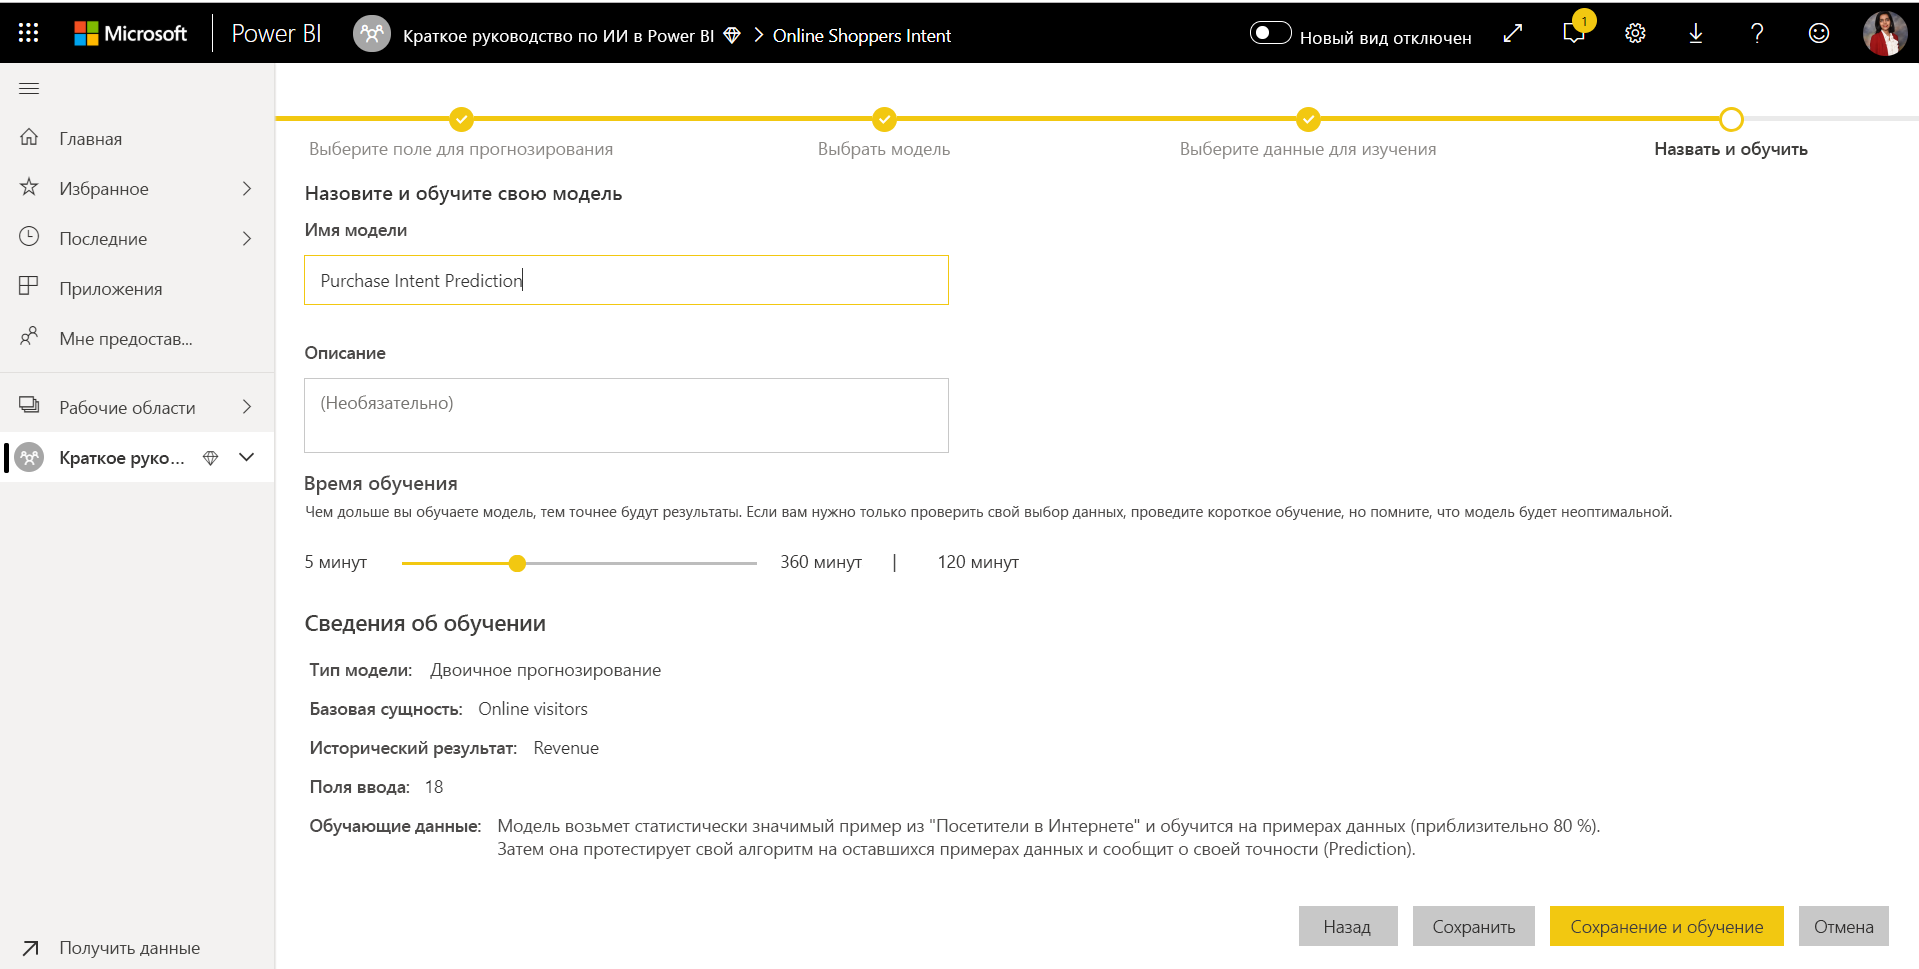 Microsoft Power BI Краткое руководство по ИИ в Power BI > Online Shoppers Intent Новый вид отключен 1 ?
Главная
Избранное
Последние
Приложения
Мне предостав...
Рабочие области
Краткое руко...
Получить данные
Выберите поле для прогнозирования Выбрать модель Выберите данные для изучения Назвать и обучить
Назовите и обучите свою модель
Имя модели
Purchase Intent Prediction
Описание
(Необязательно)
Время обучения
Чем дольше вы обучаете модель, тем точнее будут результаты. Если вам нужно только проверить свой выбор данных, проведите короткое обучение, но помните, что модель будет неоптимальной.
5 минут 360 минут | 120 минут
Сведения об обучении
Тип модели: Двоичное прогнозирование
Базовая сущность: Online visitors
Исторический результат: Revenue
Поля ввода: 18
Обучающие данные: Модель возьмет статистически значимый пример из "Посетители в Интернете" и обучится на примерах данных (приблизительно 80 %).
Затем она протестирует свой алгоритм на оставшихся примерах данных и сообщит о своей точности (Prediction).
Назад Сохранить Сохранение и обучение Отмена